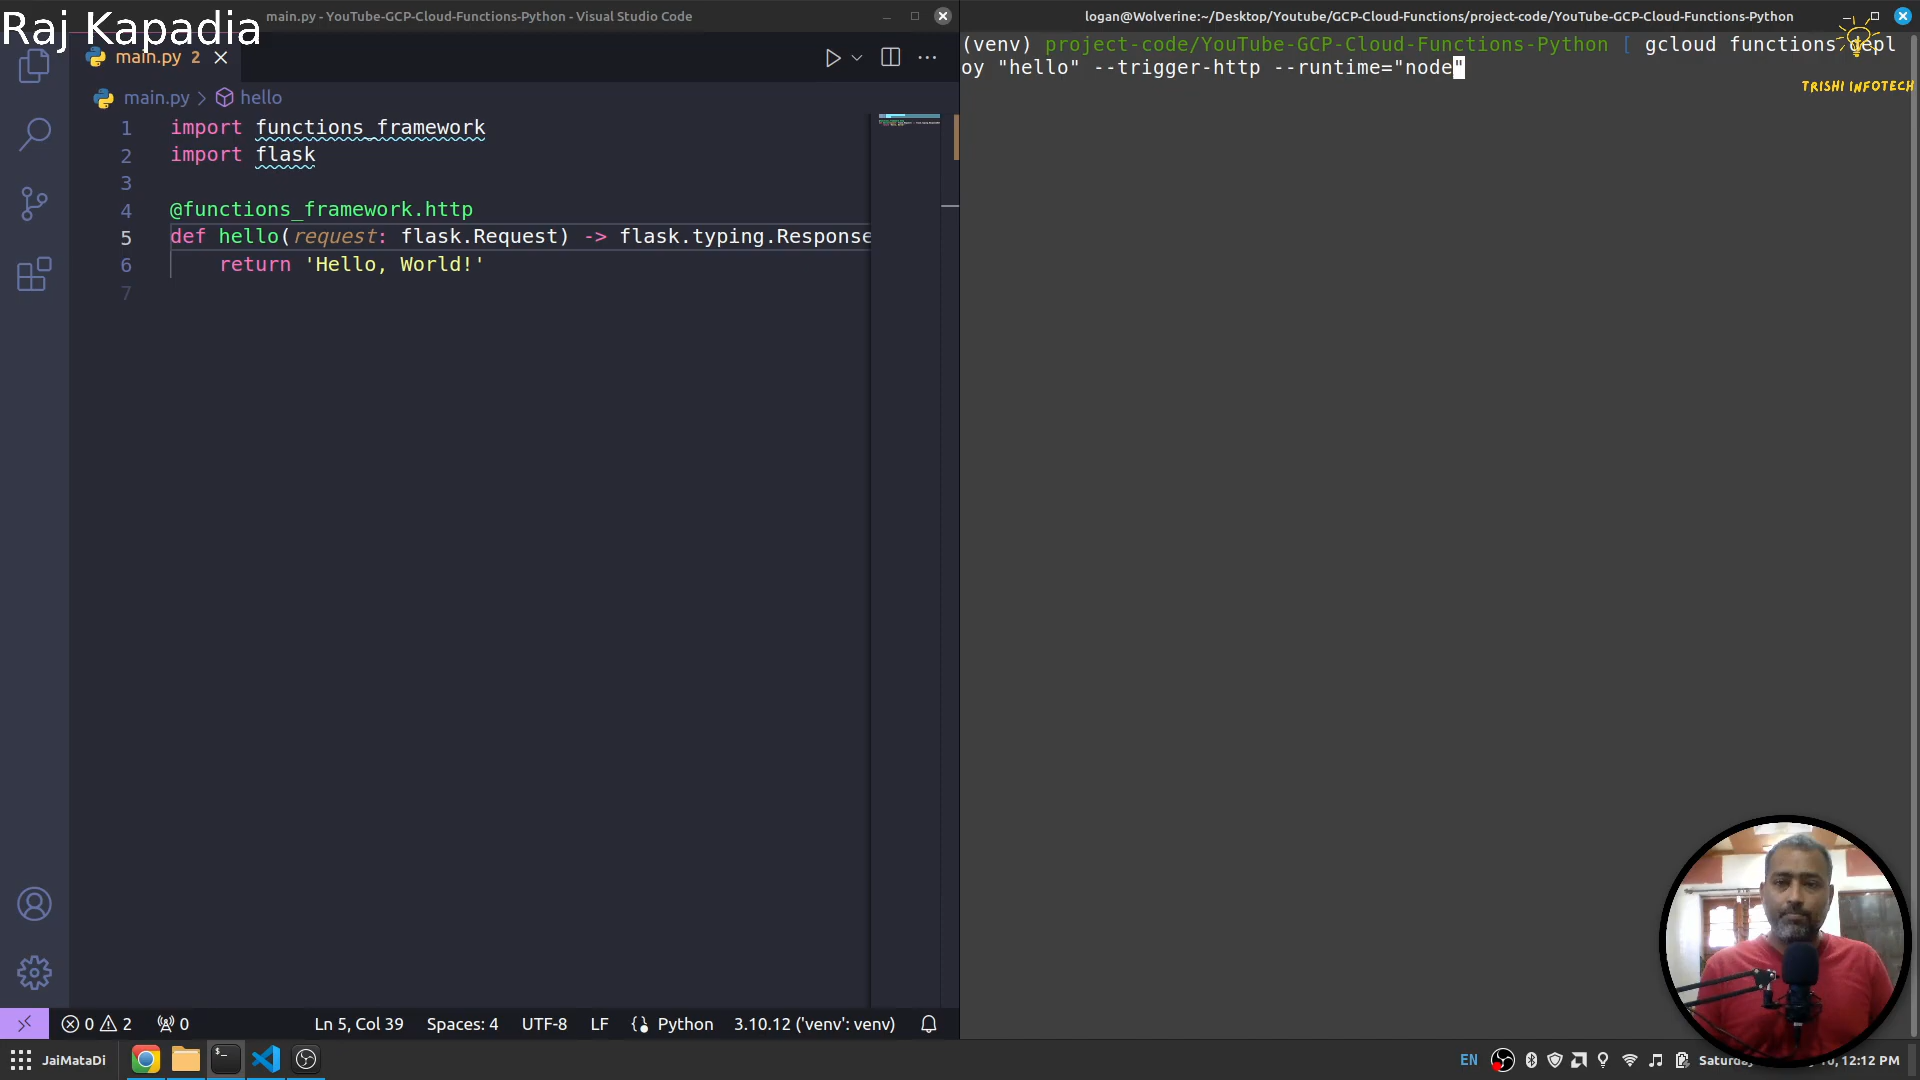 Raj Kapadia
main.py - YouTube-GCP-Cloud-Functions-Python - Visual Studio Code
main.py 2
main.py > hello
1 import functions_framework
2 import flask
3
4 @functions_framework.http
5 def hello(request: flask.Request) -> flask.typing.Response
6 return 'Hello, World!'
7
0 2 0
Ln 5, Col 39 Spaces: 4 UTF-8 LF Python 3.10.12 ('venv': venv)
logan@Wolverine:~/Desktop/Youtube/GCP-Cloud-Functions/project-code/YouTube-GCP-Cloud-Functions-Python
(venv) project-code/YouTube-GCP-Cloud-Functions-Python [ gcloud functions depl
oy "hello" --trigger-http --runtime="node"
TRISHI INFOTECH
JaiMataDi
EN
12:12 PM